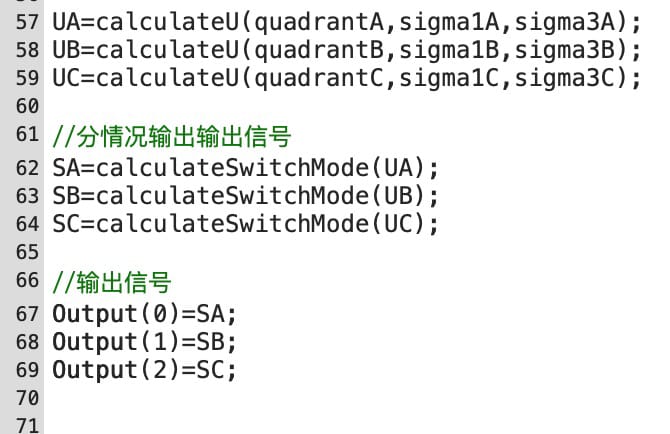 57 UA=calculateU(quadrantA,sigma1A,sigma3A);
58 UB=calculateU(quadrantB,sigma1B,sigma3B);
59 UC=calculateU(quadrantC,sigma1C,sigma3C);
60
61 //分情况输出输出信号
62 SA=calculateSwitchMode(UA);
63 SB=calculateSwitchMode(UB);
64 SC=calculateSwitchMode(UC);
65
66 //输出信号
67 Output(0)=SA;
68 Output(1)=SB;
69 Output(2)=SC;
70
71